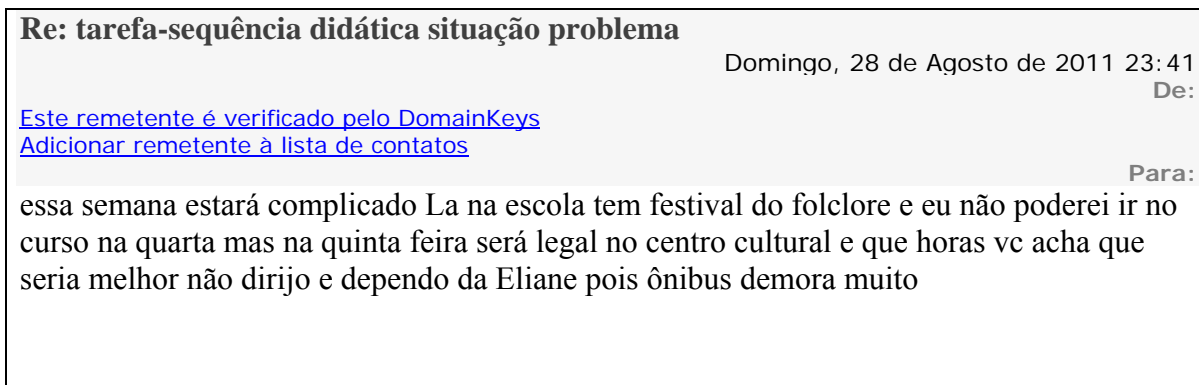 Re: tarefa-sequência didática situação problema
Domingo, 28 de Agosto de 2011 23:41
De:
Este remetente é verificado pelo DomainKeys
Adicionar remetente à lista de contatos
Para:
essa semana estará complicado La na escola tem festival do folclore e eu não poderei ir no
curso na quarta mas na quinta feira será legal no centro cultural e que horas vc acha que
seria melhor não dirijo e dependo da Eliane pois ônibus demora muito